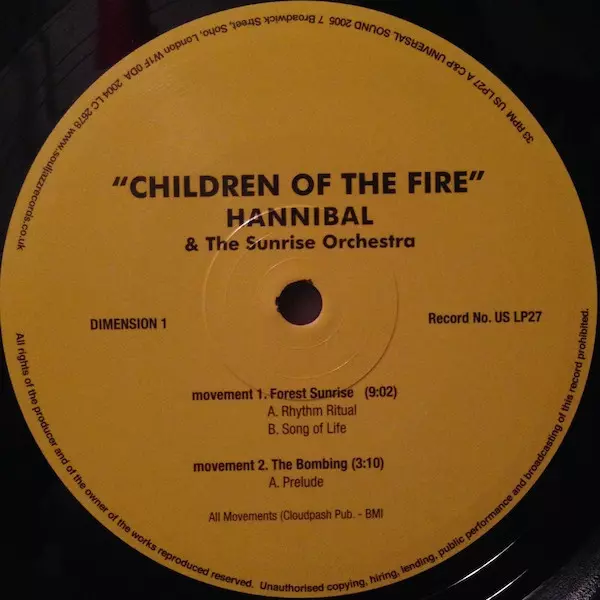 33 RPM US LP27 A C&P UNIVERSAL SOUND 2005 7 Broadwick Street, Soho, London W1F 0DA 2004 LC 2678 www.souljazzrecords.co.uk
"CHILDREN OF THE FIRE"
HANNIBAL
& The Sunrise Orchestra
DIMENSION 1
Record No. US LP27
movement 1. Forest Sunrise (9:02)
A. Rhythm Ritual
B. Song of Life
movement 2. The Bombing (3:10)
A. Prelude
All Movements (Cloudpash Pub. - BMI
All rights of the producer and of the owner of the works reproduced reserved. Unauthorised copying, hiring, lending, public performance and broadcasting of this record prohibited.